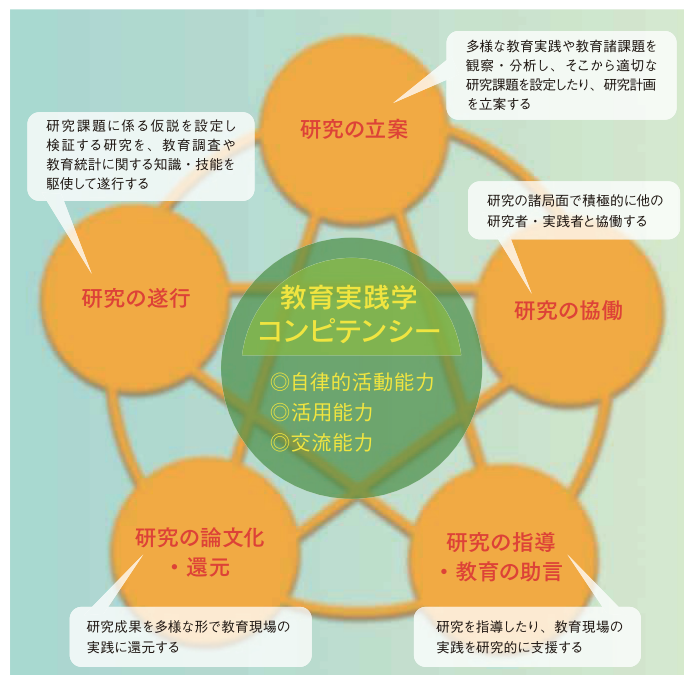 多様な教育実践や教育諸課題を
観察・分析し、そこから適切な
研究課題を設定したり、研究計画
を立案する
研究の立案
研究課題に係る仮説を設定し
検証する研究を、教育調査や
教育統計に関する知識・技能を
駆使して遂行する
研究の諸局面で積極的に他の
研究者・実践者と協働する
研究の遂行
研究の協働
教育実践学
コンピテンシー
◎自律的活動能力
◎活用能力
◎交流能力
研究の論文化
・還元
研究の指導
・教育の助言
研究成果を多様な形で教育現場の
実践に還元する
研究を指導したり、教育現場の
実践を研究的に支援する